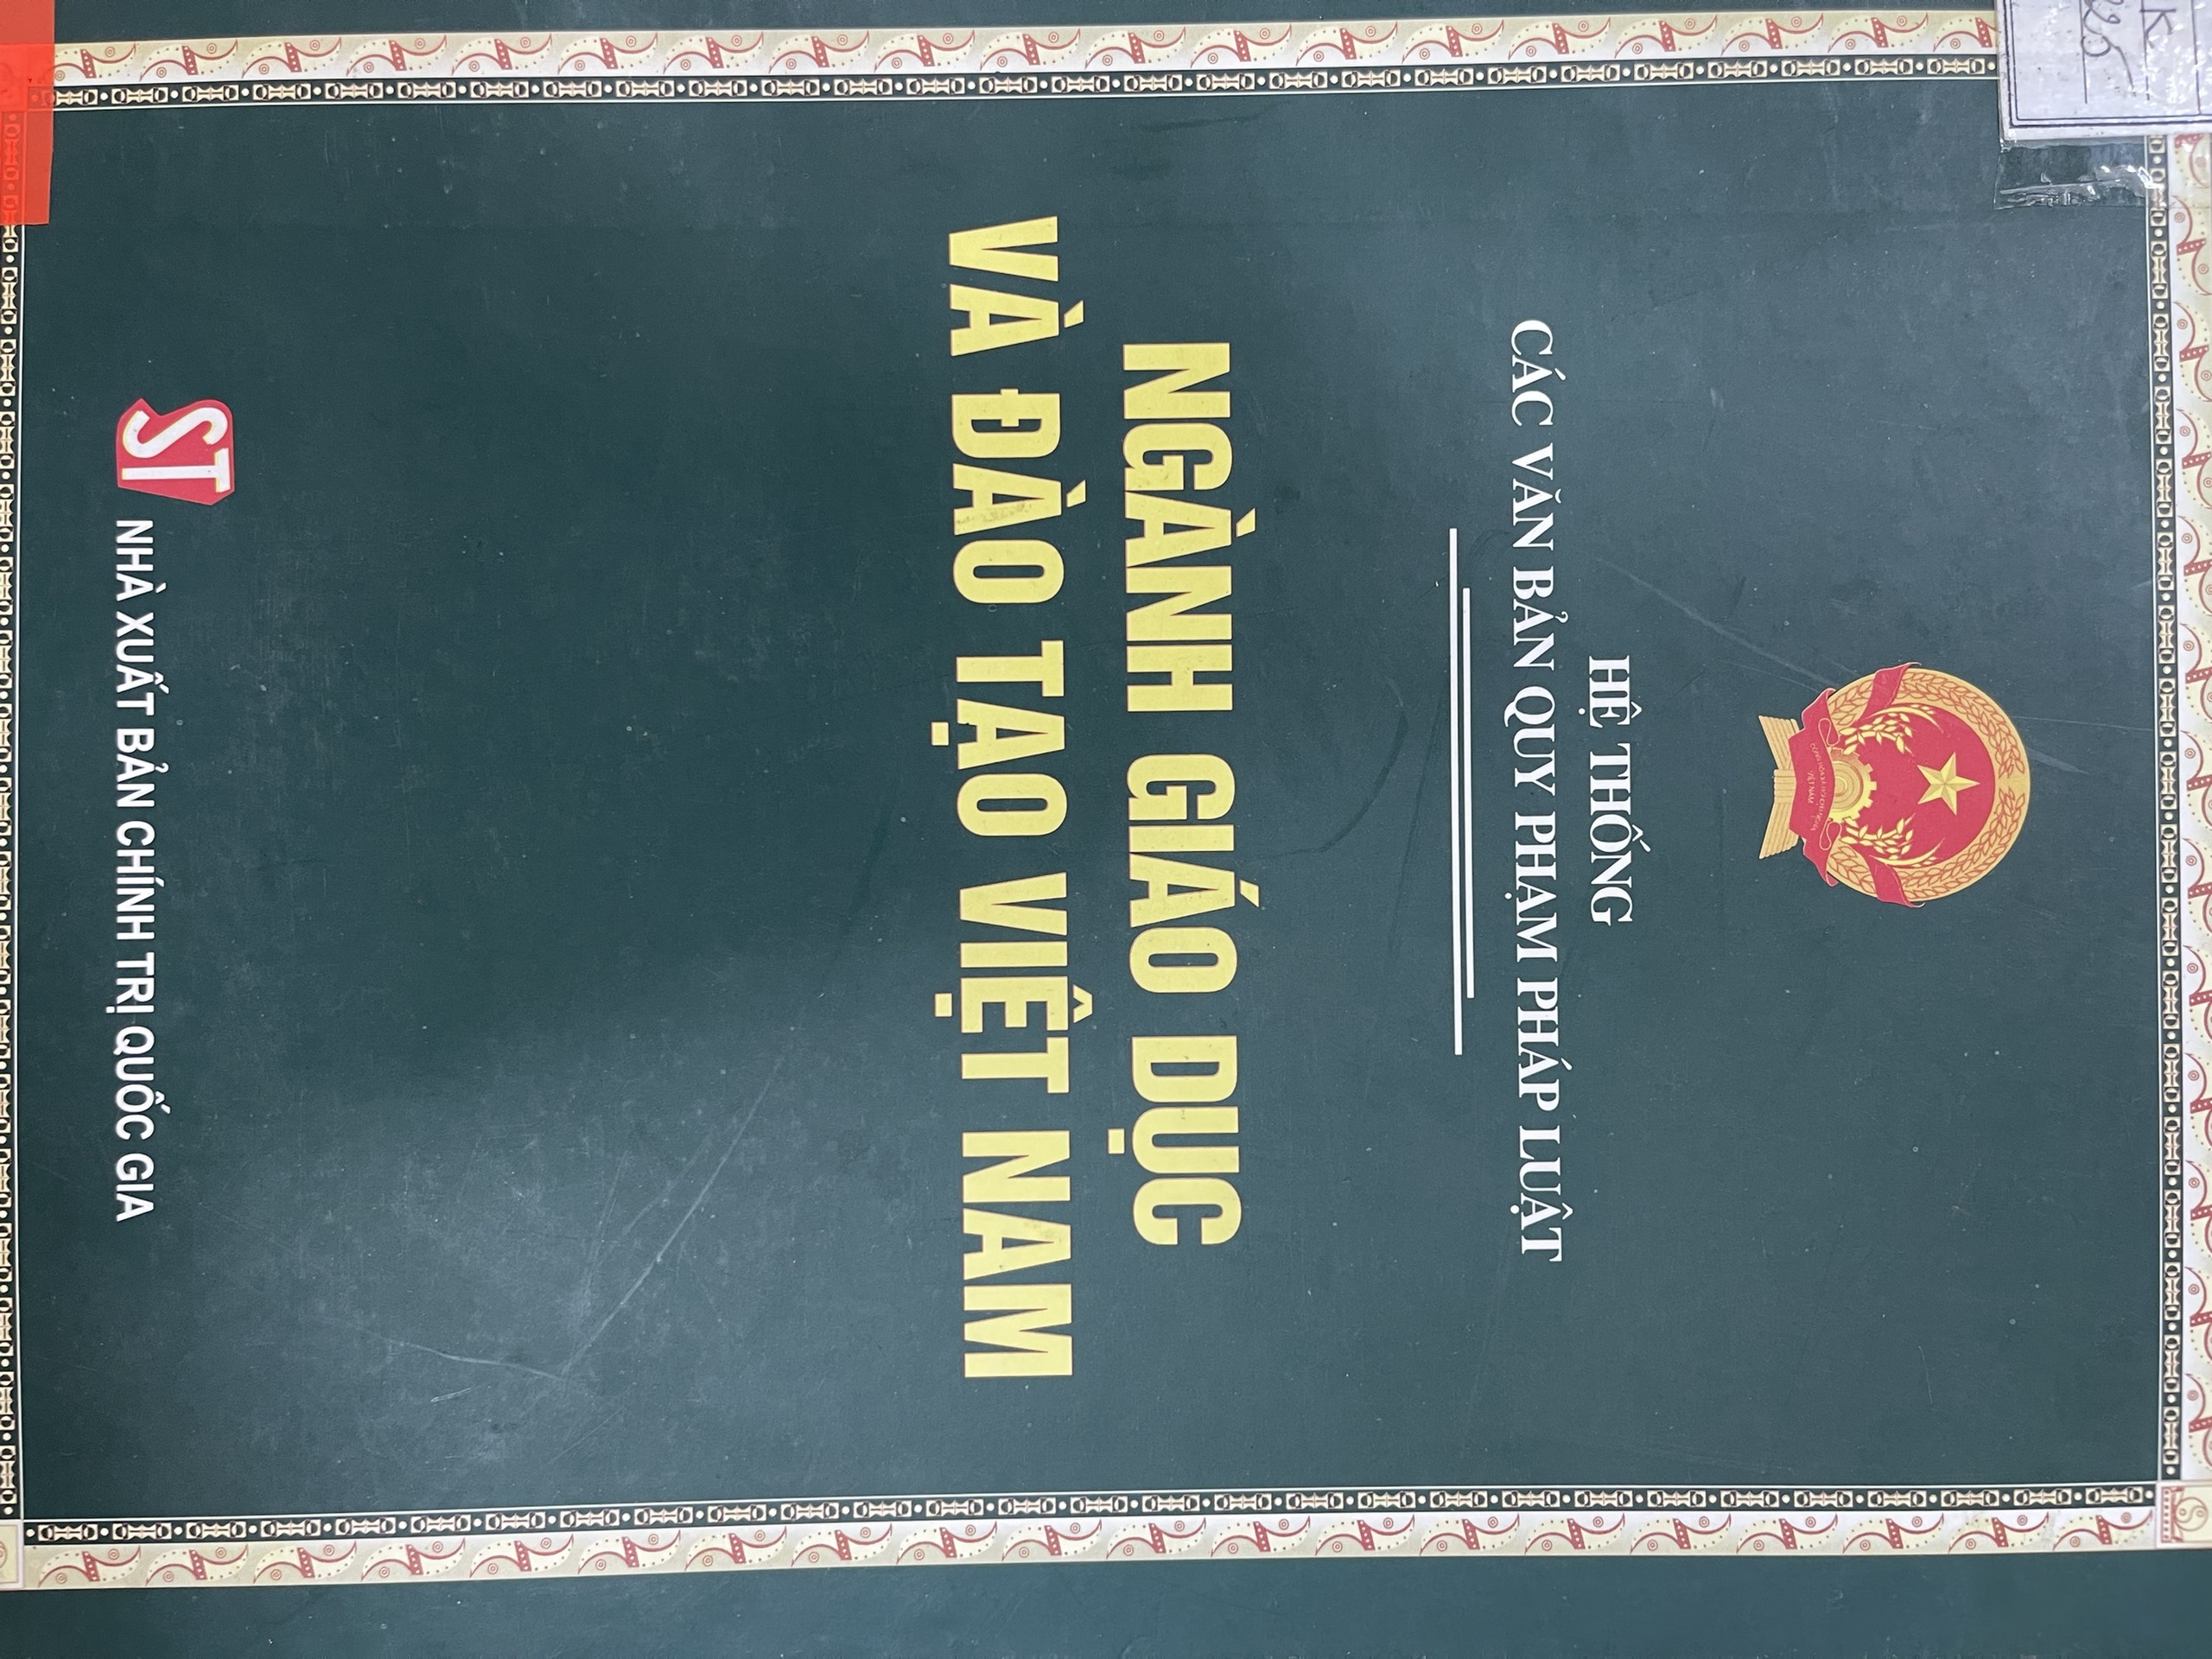 HỆ THỐNG
CÁC VĂN BẢN QUY PHẠM PHÁP LUẬT
NGÀNH GIÁO DỤC
VÀ ĐÀO TẠO VIỆT NAM
ST NHÀ XUẤT BẢN CHÍNH TRỊ QUỐC GIA